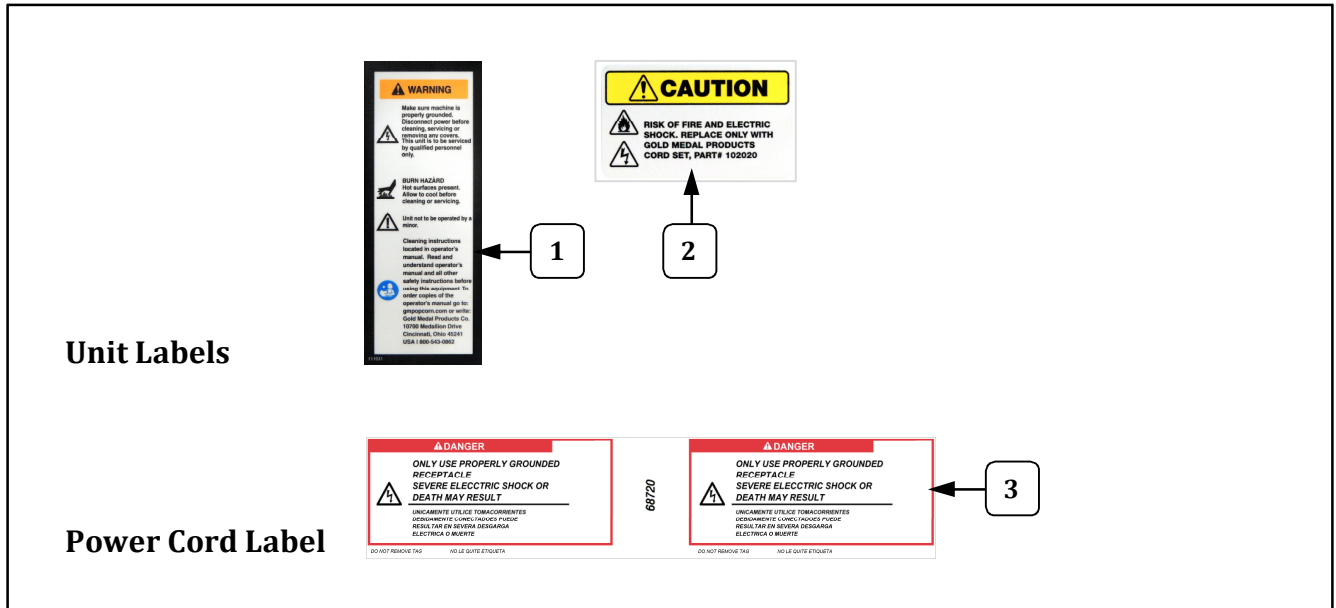 WARNING
Make sure machine is
properly grounded.
Disconnect power before
cleaning, servicing or
removing any covers.
This unit is to be serviced
by qualified personnel
only.
BURN HAZARD
Hot surfaces present.
Allow to cool before
cleaning or servicing.
Unit not to be operated by a
minor.
Cleaning instructions
located in operator's
manual. Read and
understand operator's
manual and all other
safety instructions before
using this equipment. To
order copies of the
operator's manual go to:
gmpopcorn.com or write:
Gold Medal Products Co.
10700 Medallion Drive
Cincinnati, Ohio 45241
USA | 800-543-0862
CAUTION
RISK OF FIRE AND ELECTRIC
SHOCK. REPLACE ONLY WITH
GOLD MEDAL PRODUCTS
CORD SET, PART# 102020
1
2
Unit Labels
DANGER
ONLY USE PROPERLY GROUNDED
RECEPTACLE
SEVERE ELECCTRIC SHOCK OR
DEATH MAY RESULT
UNICAMENTE UTILICE TOMACORRIENTES
DEBIDAMENTE CONECTADOES PUEDE
RESULTAR EN SEVERA DESGARGA
ELECTRICA O MUERTE
DO NOT REMOVE TAG NO LE QUITE ETIQUETA
68720
DANGER
ONLY USE PROPERLY GROUNDED
RECEPTACLE
SEVERE ELECCTRIC SHOCK OR
DEATH MAY RESULT
UNICAMENTE UTILICE TOMACORRIENTES
DEBIDAMENTE CONECTADOES PUEDE
RESULTAR EN SEVERA DESGARGA
ELECTRICA O MUERTE
DO NOT REMOVE TAG NO LE QUITE ETIQUETA
3
Power Cord Label